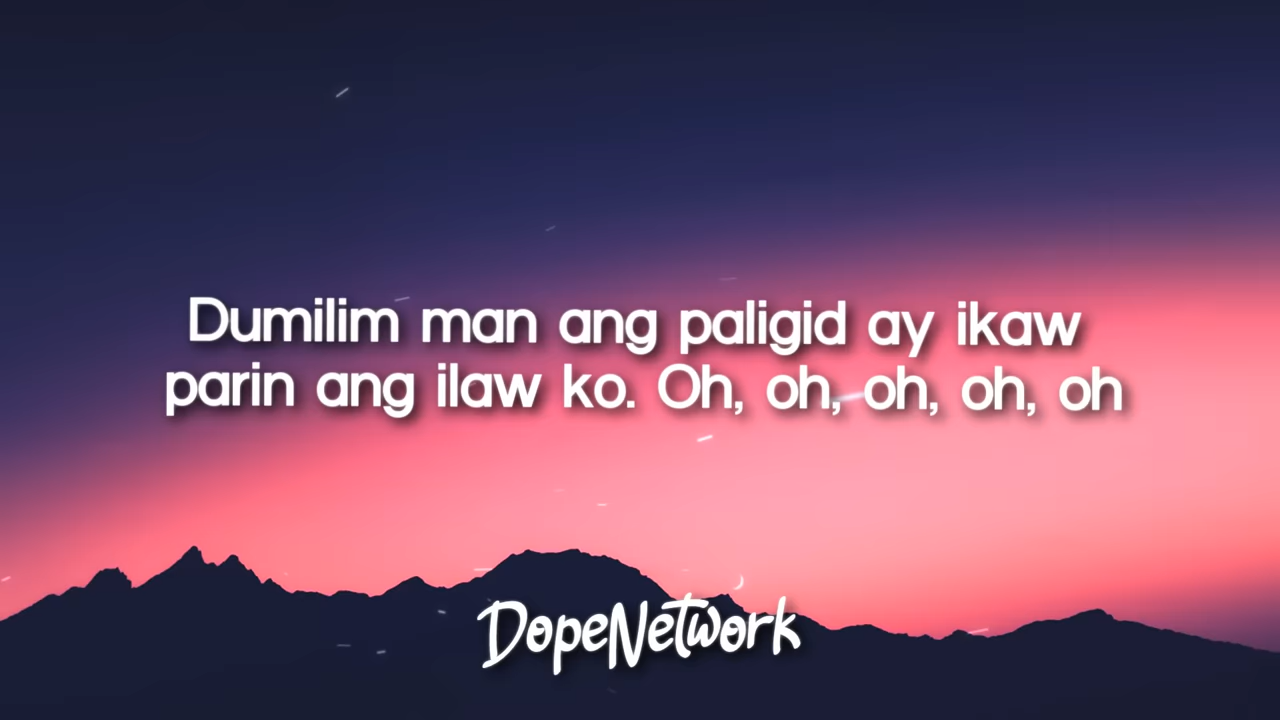 Dumilim man ang paligid ay ikaw
parin ang ilaw ko. Oh, oh, oh, oh, oh
DopeNetwork